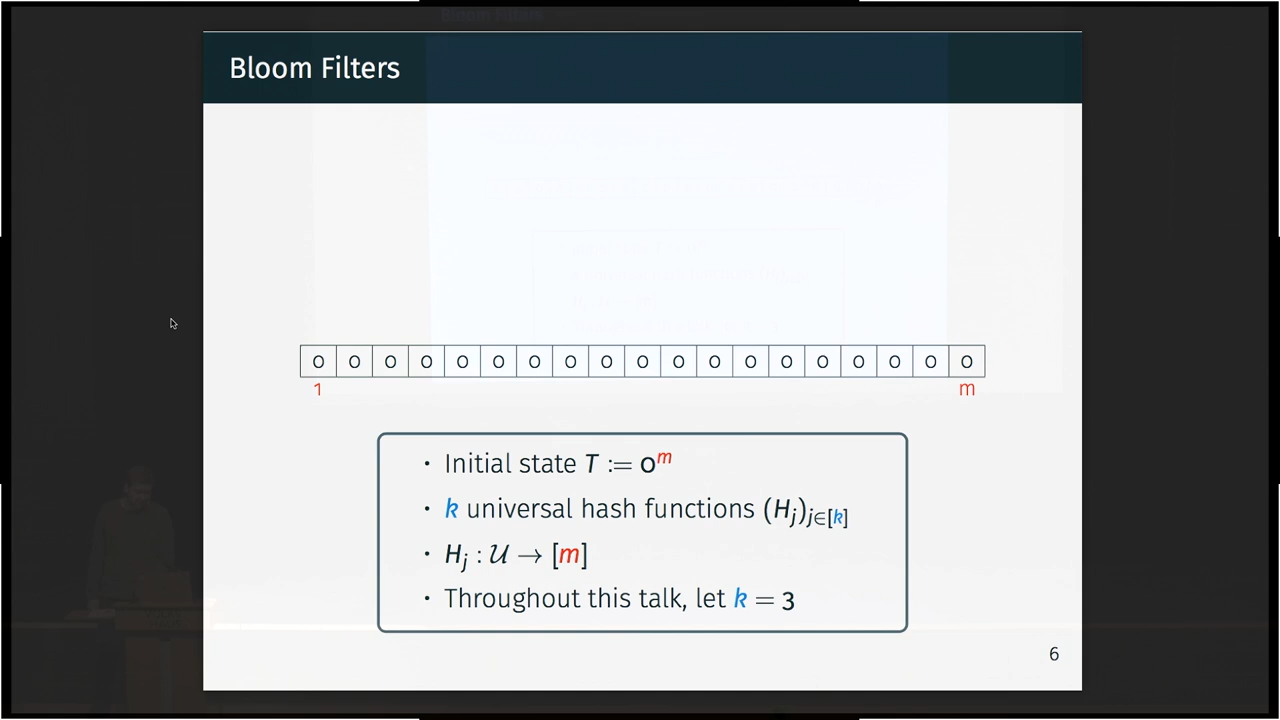 Bloom Filters
0 0 0 0 0 0 0 0 0 0 0 0 0 0 0 0 0 0 0
1 m
• Initial state T := 0^m
• k universal hash functions (H_j)_{j∈[k]}
• H_j : 𝒰 → [m]
• Throughout this talk, let k = 3
6